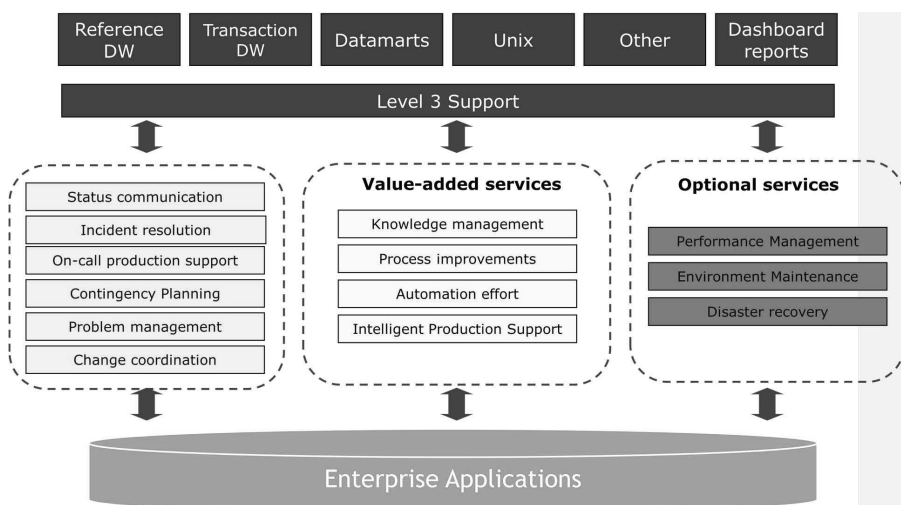 Reference
DW
Transaction
DW
Datamarts
Unix
Other
Dashboard
reports
Level 3 Support
Status communication
Incident resolution
On-call production support
Contingency Planning
Problem management
Change coordination
Value-added services
Knowledge management
Process improvements
Automation effort
Intelligent Production Support
Optional services
Performance Management
Environment Maintenance
Disaster recovery
Enterprise Applications